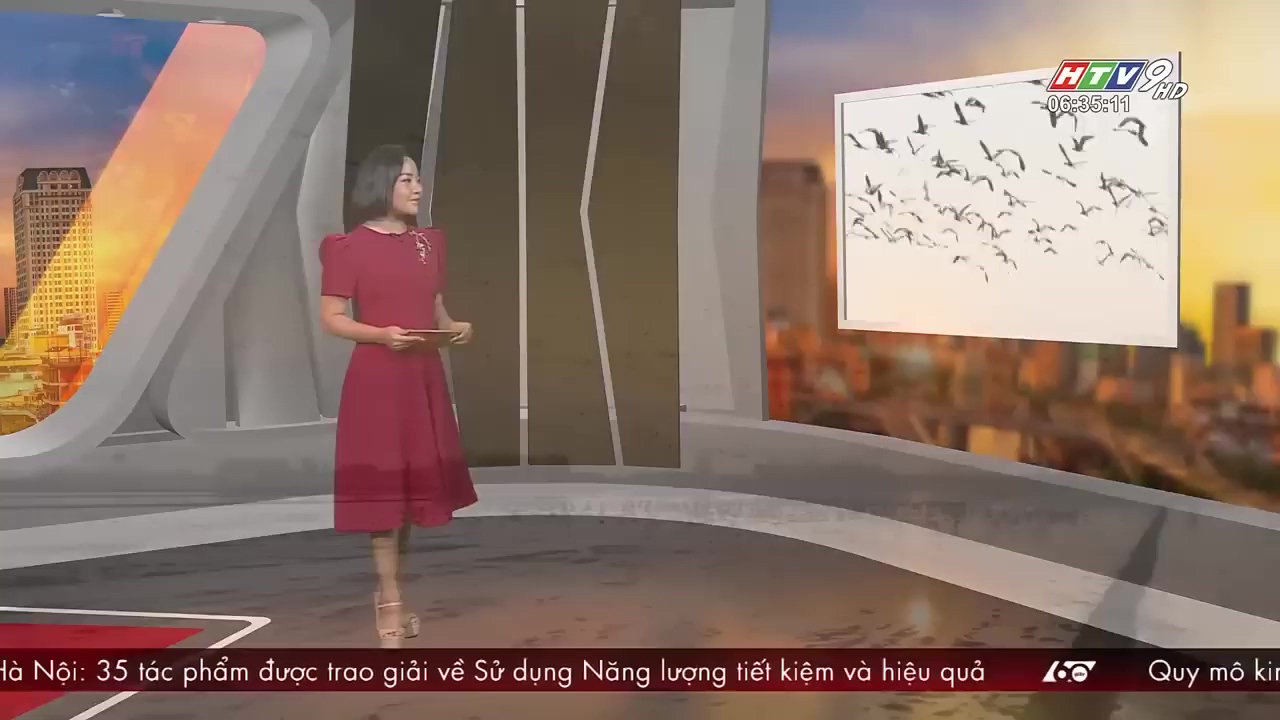 HTV9 HD
06:35:11
Hà Nội: 35 tác phẩm được trao giải về Sử dụng Năng lượng tiết kiệm và hiệu quả 60 Quy mô